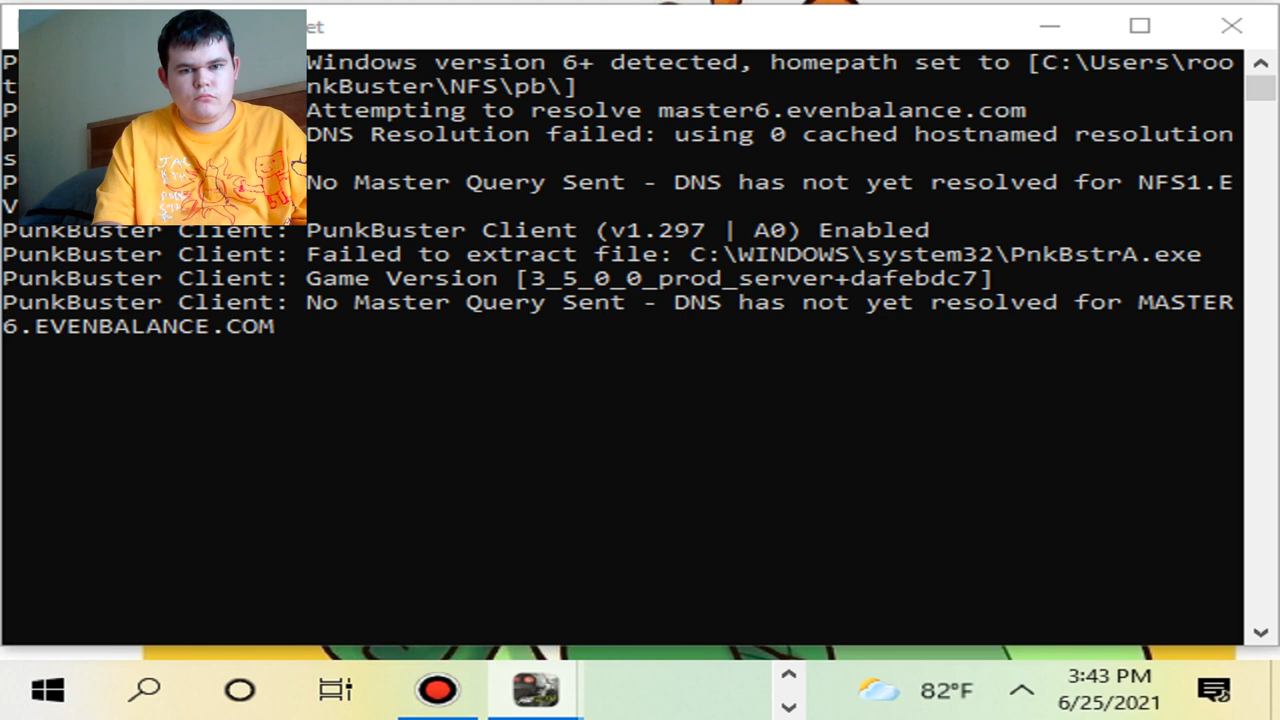 et
P Windows version 6+ detected, homepath set to [C:\Users\roo
t nkBuster\NFS\pb\]
P Attempting to resolve master6.evenbalance.com
P DNS Resolution failed: using 0 cached hostnamed resolution
s
P No Master Query Sent - DNS has not yet resolved for NFS1.E
V
PunkBuster Client: PunkBuster Client (v1.297 | A0) Enabled
PunkBuster Client: Failed to extract file: C:\WINDOWS\system32\PnkBstrA.exe
PunkBuster Client: Game Version [3_5_0_0_prod_server+dafebdc7]
PunkBuster Client: No Master Query Sent - DNS has not yet resolved for MASTER
6.EVENBALANCE.COM
82°F
3:43 PM
6/25/2021